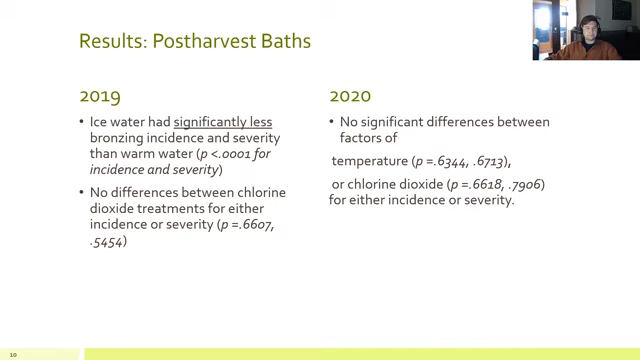 Results: Postharvest Baths
2019
• Ice water had significantly less
bronzing incidence and severity
than warm water (p <.0001 for
incidence and severity)
• No differences between chlorine
dioxide treatments for either
incidence or severity (p =.6607,
.5454)
2020
• No significant differences between
factors of
temperature (p =.6344, .6713),
or chlorine dioxide (p =.6618, .7906)
for either incidence or severity.
10